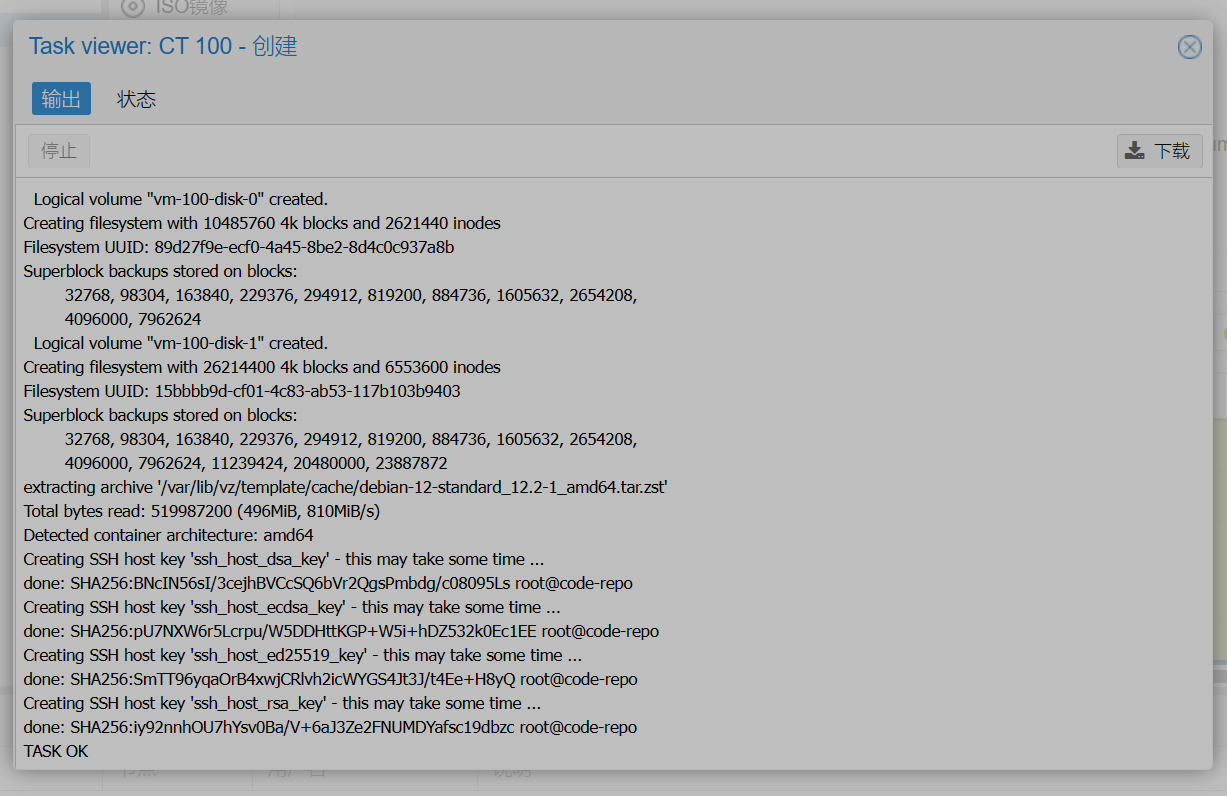 ISO镜像
Task viewer: CT 100 - 创建
输出 状态
停止 下载
Logical volume "vm-100-disk-0" created.
Creating filesystem with 10485760 4k blocks and 2621440 inodes
Filesystem UUID: 89d27f9e-ecf0-4a45-8be2-8d4c0c937a8b
Superblock backups stored on blocks:
32768, 98304, 163840, 229376, 294912, 819200, 884736, 1605632, 2654208,
4096000, 7962624
Logical volume "vm-100-disk-1" created.
Creating filesystem with 26214400 4k blocks and 6553600 inodes
Filesystem UUID: 15bbbb9d-cf01-4c83-ab53-117b103b9403
Superblock backups stored on blocks:
32768, 98304, 163840, 229376, 294912, 819200, 884736, 1605632, 2654208,
4096000, 7962624, 11239424, 20480000, 23887872
extracting archive '/var/lib/vz/template/cache/debian-12-standard_12.2-1_amd64.tar.zst'
Total bytes read: 519987200 (496MiB, 810MiB/s)
Detected container architecture: amd64
Creating SSH host key 'ssh_host_dsa_key' - this may take some time ...
done: SHA256:BNcIN56sI/3cejhBVCcSQ6bVr2QgsPmbdg/c08095Ls root@code-repo
Creating SSH host key 'ssh_host_ecdsa_key' - this may take some time ...
done: SHA256:pU7NXW6r5Lcrpu/W5DDHttKGP+W5i+hDZ532k0Ec1EE root@code-repo
Creating SSH host key 'ssh_host_ed25519_key' - this may take some time ...
done: SHA256:SmTT96yqaOrB4xwjCRlvh2icWYGS4Jt3J/t4Ee+H8yQ root@code-repo
Creating SSH host key 'ssh_host_rsa_key' - this may take some time ...
done: SHA256:iy92nnhOU7hYsv0Ba/V+6aJ3Ze2FNUMDYafsc19dbzc root@code-repo
TASK OK